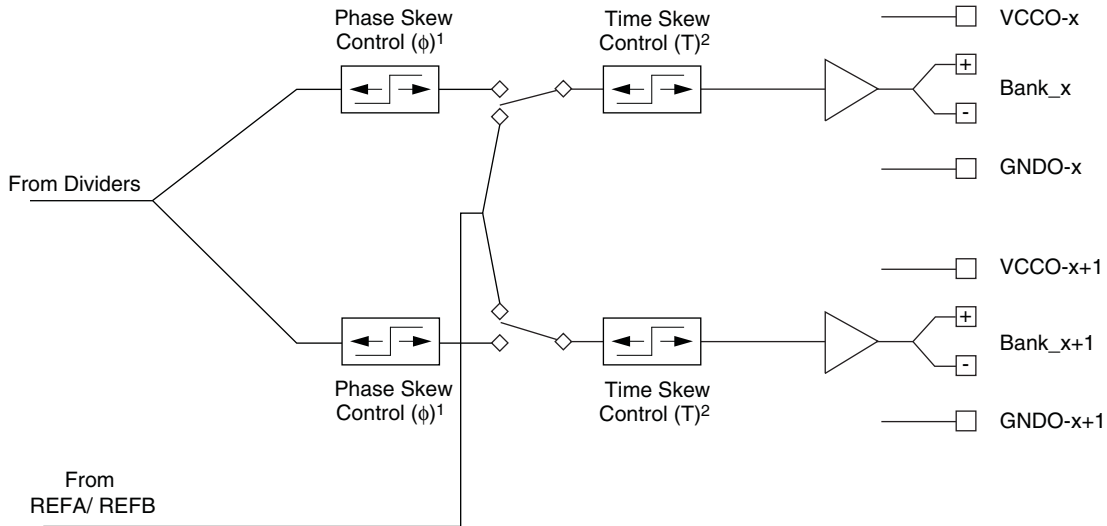 Phase Skew
Control (ϕ)¹
Time Skew
Control (T)²
VCCO-x
+
Bank_x
-
GNDO-x
From Dividers
VCCO-x+1
+
Bank_x+1
-
GNDO-x+1
Phase Skew
Control (ϕ)¹
Time Skew
Control (T)²
From
REFA/ REFB